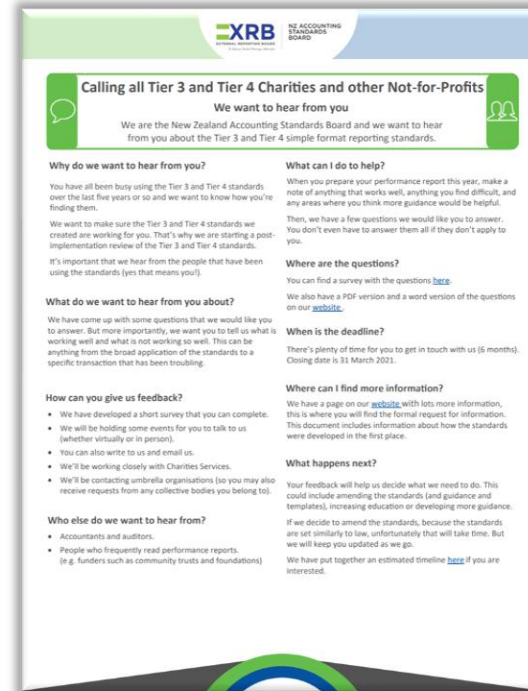 EXRB
EXTERNAL REPORTING BOARD
NZ ACCOUNTING
STANDARDS
BOARD
Calling all Tier 3 and Tier 4 Charities and other Not-for-Profits
We want to hear from you
We are the New Zealand Accounting Standards Board and we want to hear
from you about the Tier 3 and Tier 4 simple format reporting standards.
Why do we want to hear from you?
You have all been busy using the Tier 3 and Tier 4 standards
over the last five years or so and we want to know how you're
finding them.
We want to make sure the Tier 3 and Tier 4 standards we
created are working for you. That's why we are starting a post-
implementation review of the Tier 3 and Tier 4 standards.
It's important that we hear from the people that have been
using the standards (yes that means you!).
What do we want to hear from you about?
We have come up with some questions that we would like you
to answer. But more importantly, we want you to tell us what is
working well and what is not working so well. This can be
anything from the broad application of the standards to a
specific transaction that has been troubling.
How can you give us feedback?
• We have developed a short survey that you can complete.
• We will be holding some events for you to talk to us
(whether virtually or in person).
• You can also write to us and email us.
• We'll be working closely with Charities Services.
• We'll be contacting umbrella organisations (so you may also
receive requests from any collective bodies you belong to).
Who else do we want to hear from?
• Accountants and auditors.
• People who frequently read performance reports.
(e.g. funders such as community trusts and foundations)
What can I do to help?
When you prepare your performance report this year, make a
note of anything that works well, anything you find difficult, and
any areas where you think more guidance would be helpful.
Then, we have a few questions we would like you to answer.
You don't even have to answer them all if they don't apply to
you.
Where are the questions?
You can find a survey with the questions here.
We also have a PDF version and a word version of the questions
on our website.
When is the deadline?
There's plenty of time for you to get in touch with us (6 months).
Closing date is 31 March 2021.
Where can I find more information?
We have a page on our website with lots more information,
this is where you will find the formal request for information.
This document includes information about how the standards
were developed in the first place.
What happens next?
Your feedback will help us decide what we need to do. This
could include amending the standards (and guidance and
templates), increasing education or developing more guidance.
If we decide to amend the standards, because the standards
are set similarly to law, unfortunately that will take time. But
we will keep you updated as we go.
We have put together an estimated timeline here if you are
interested.